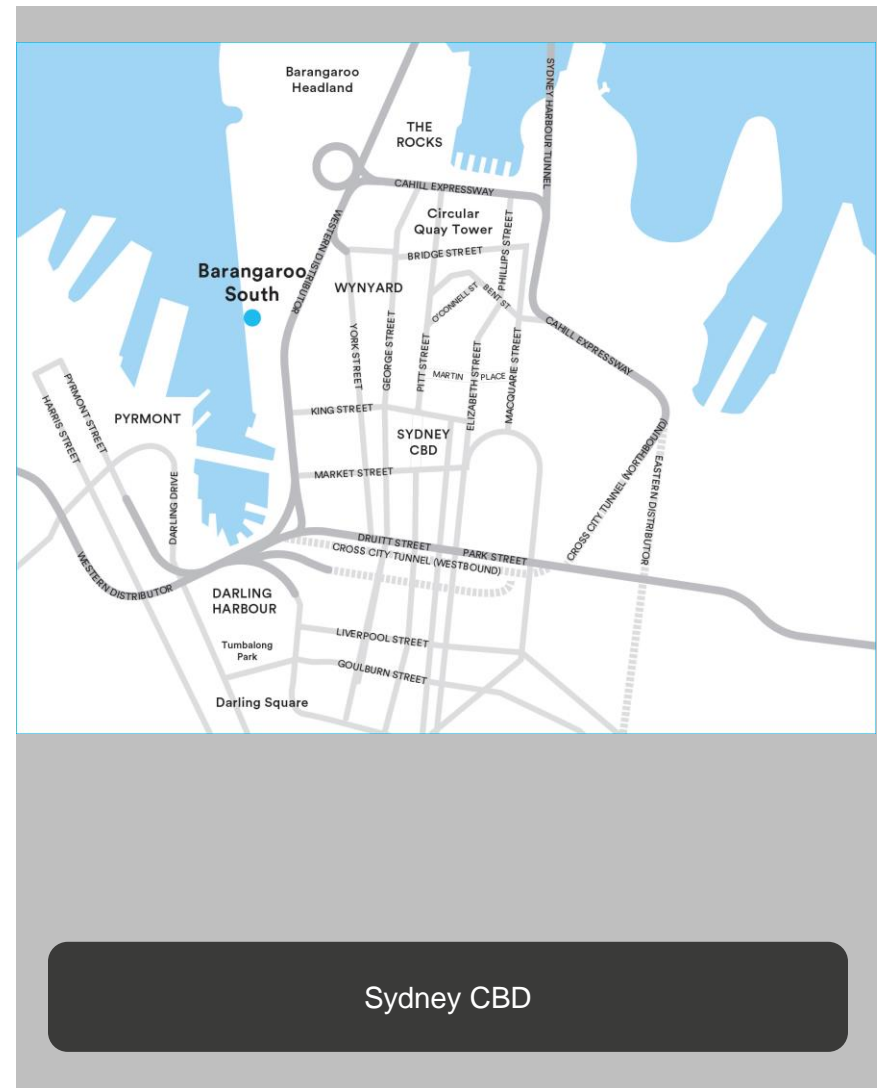 Barangaroo
Headland
SYDNEY HARBOUR TUNNEL
THE
ROCKS
CAHILL EXPRESSWAY
Circular
Quay Tower
PHILLIPS STREET
WESTERN DISTRIBUTOR
BRIDGE STREET
Barangaroo
South
WYNYARD
O'CONNELL ST
BENT ST
CAHILL EXPRESSWAY
YORK STREET
GEORGE STREET
PITT STREET
ELIZABETH STREET
MACQUARIE STREET
MARTIN PLACE
PYRMONT STREET
HARRIS STREET
PYRMONT
KING STREET
SYDNEY
CBD
CROSS CITY TUNNEL (NORTHBOUND)
EASTERN DISTRIBUTOR
MARKET STREET
DARLING DRIVE
DRUITT STREET
PARK STREET
CROSS CITY TUNNEL (WESTBOUND)
WESTERN DISTRIBUTOR
DARLING
HARBOUR
LIVERPOOL STREET
Tumbalong
Park
GOULBURN STREET
Darling Square
Sydney CBD